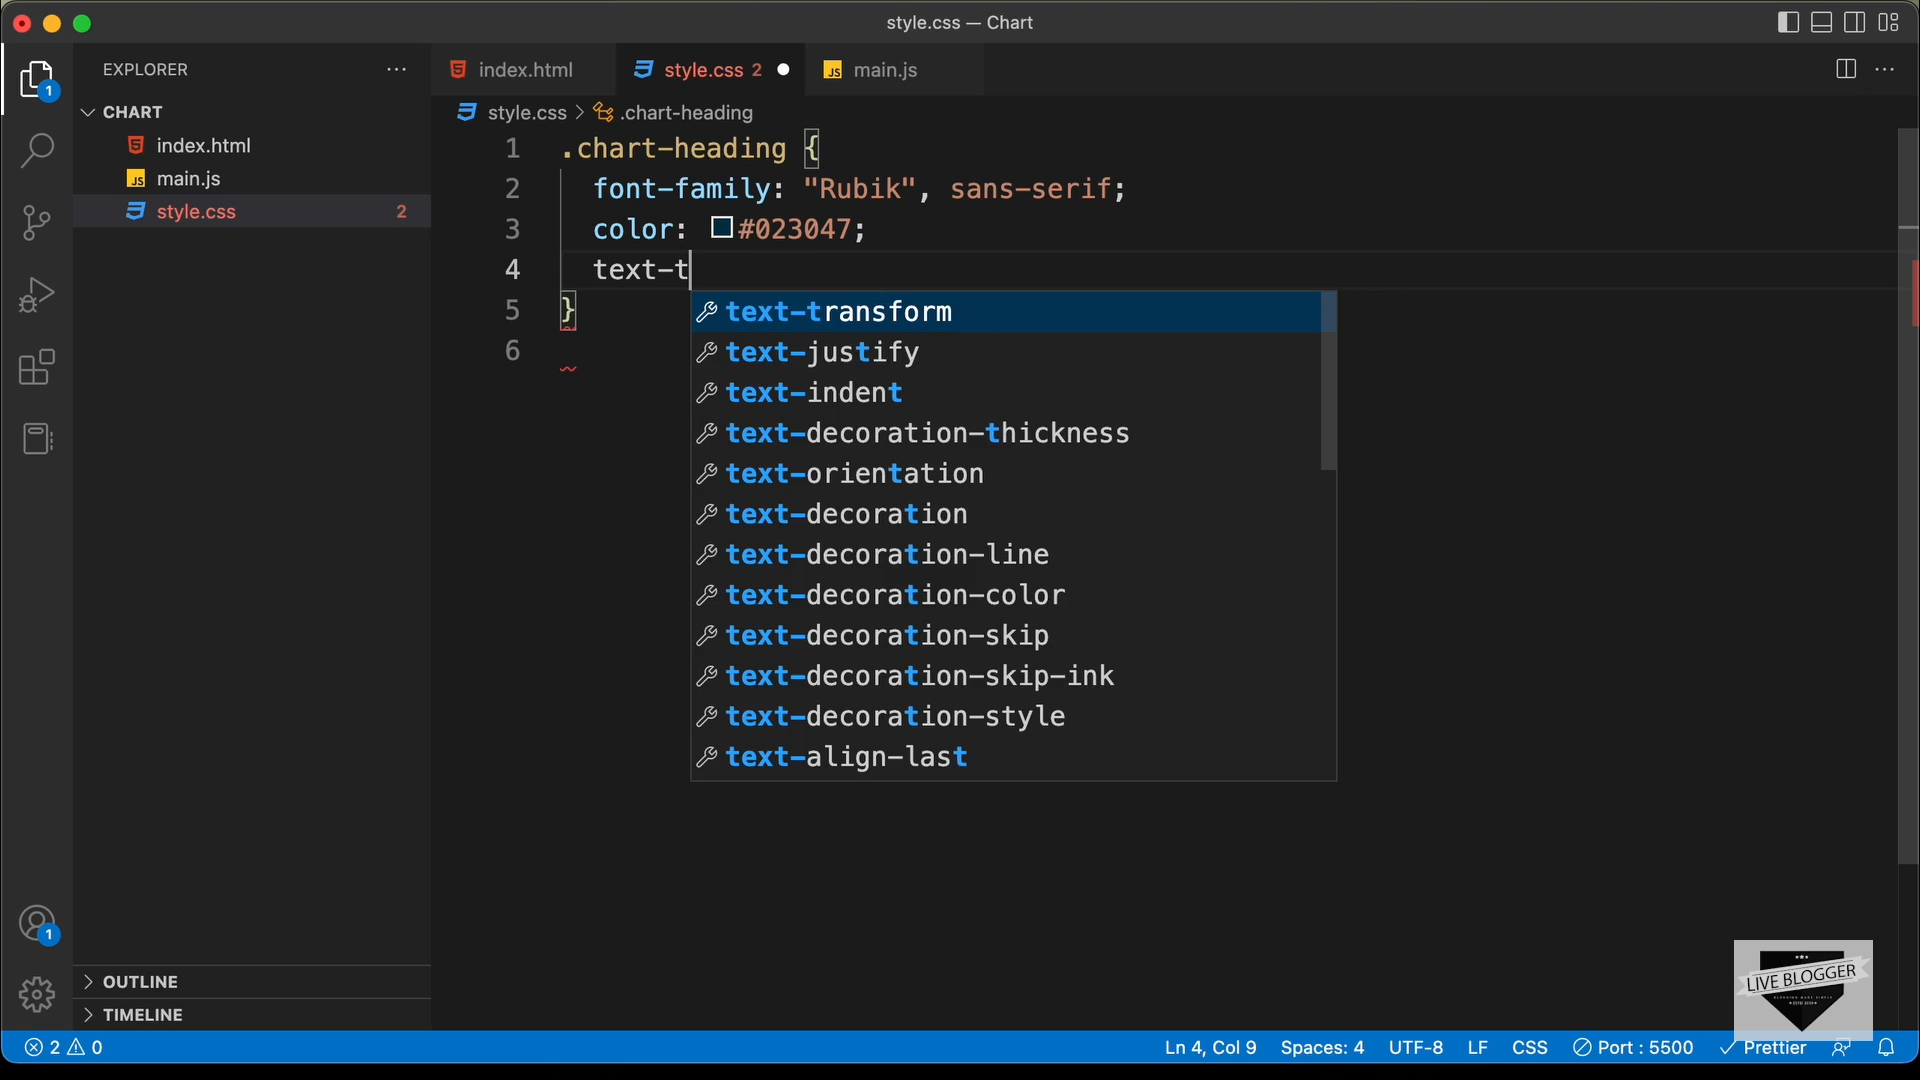 style.css — Chart
EXPLORER
index.html
style.css 2
main.js
1
CHART
index.html
main.js
style.css 2
style.css > .chart-heading
1 .chart-heading {
2 font-family: "Rubik", sans-serif;
3 color: #023047;
4 text-t
5 }
6
text-transform
text-justify
text-indent
text-decoration-thickness
text-orientation
text-decoration
text-decoration-line
text-decoration-color
text-decoration-skip
text-decoration-skip-ink
text-decoration-style
text-align-last
1
OUTLINE
TIMELINE
LIVE BLOGGER
2 0
Ln 4, Col 9 Spaces: 4 UTF-8 LF CSS Port : 5500 Prettier